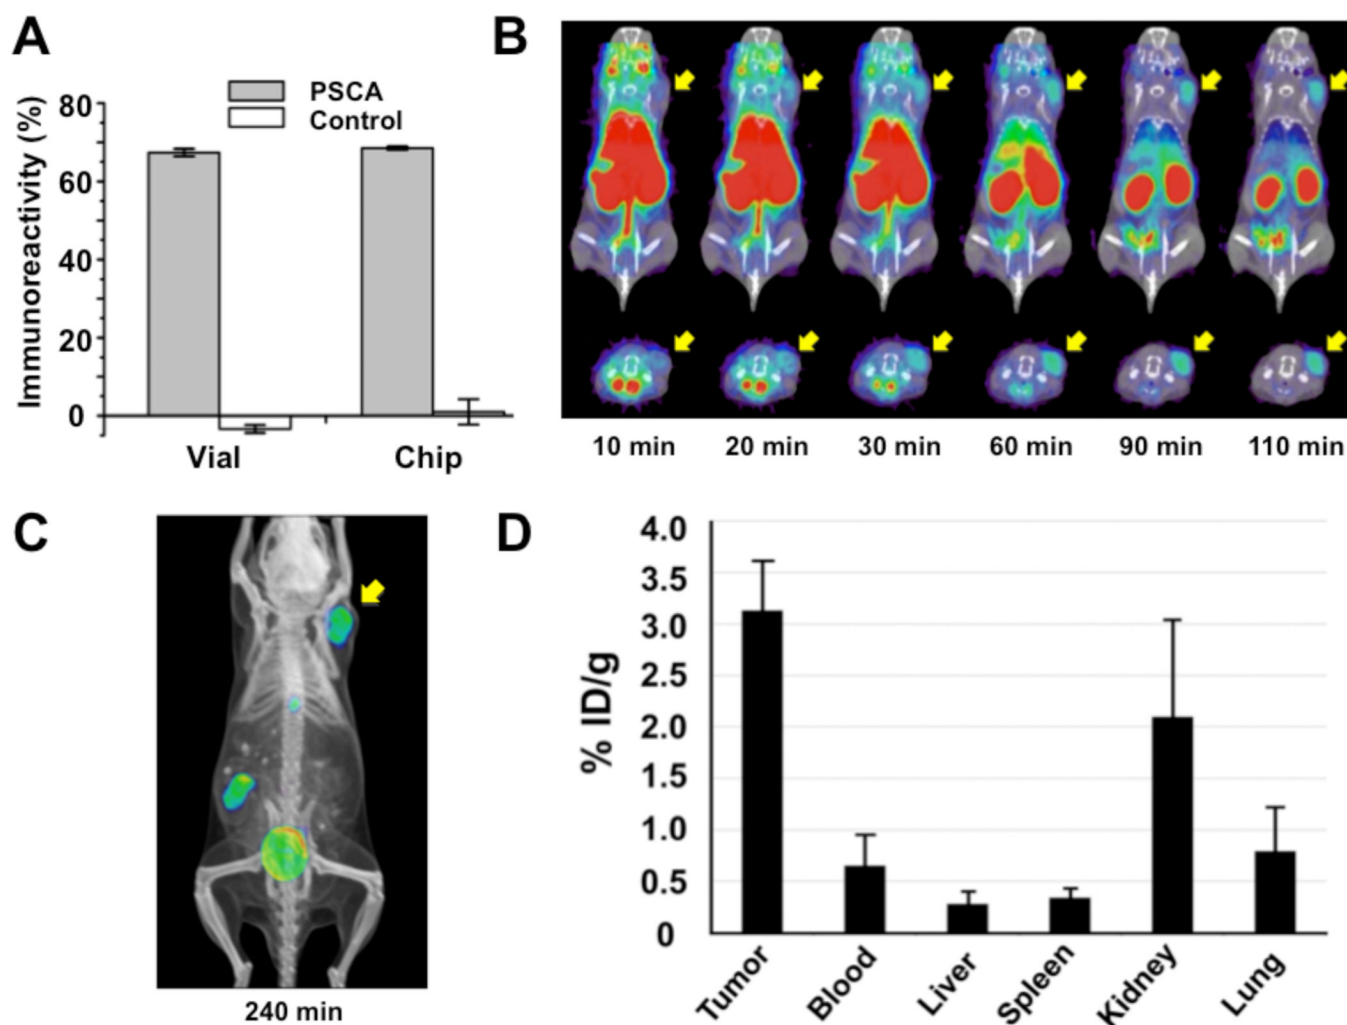 A
PSCA
Control
Immunoreactivity (%)
80
60
40
20
0
Vial
Chip
B
10 min
20 min
30 min
60 min
90 min
110 min
C
240 min
D
% ID/g
4.0
3.5
3.0
2.5
2.0
1.5
1.0
0.5
0
Tumor
Blood
Liver
Spleen
Kidney
Lung